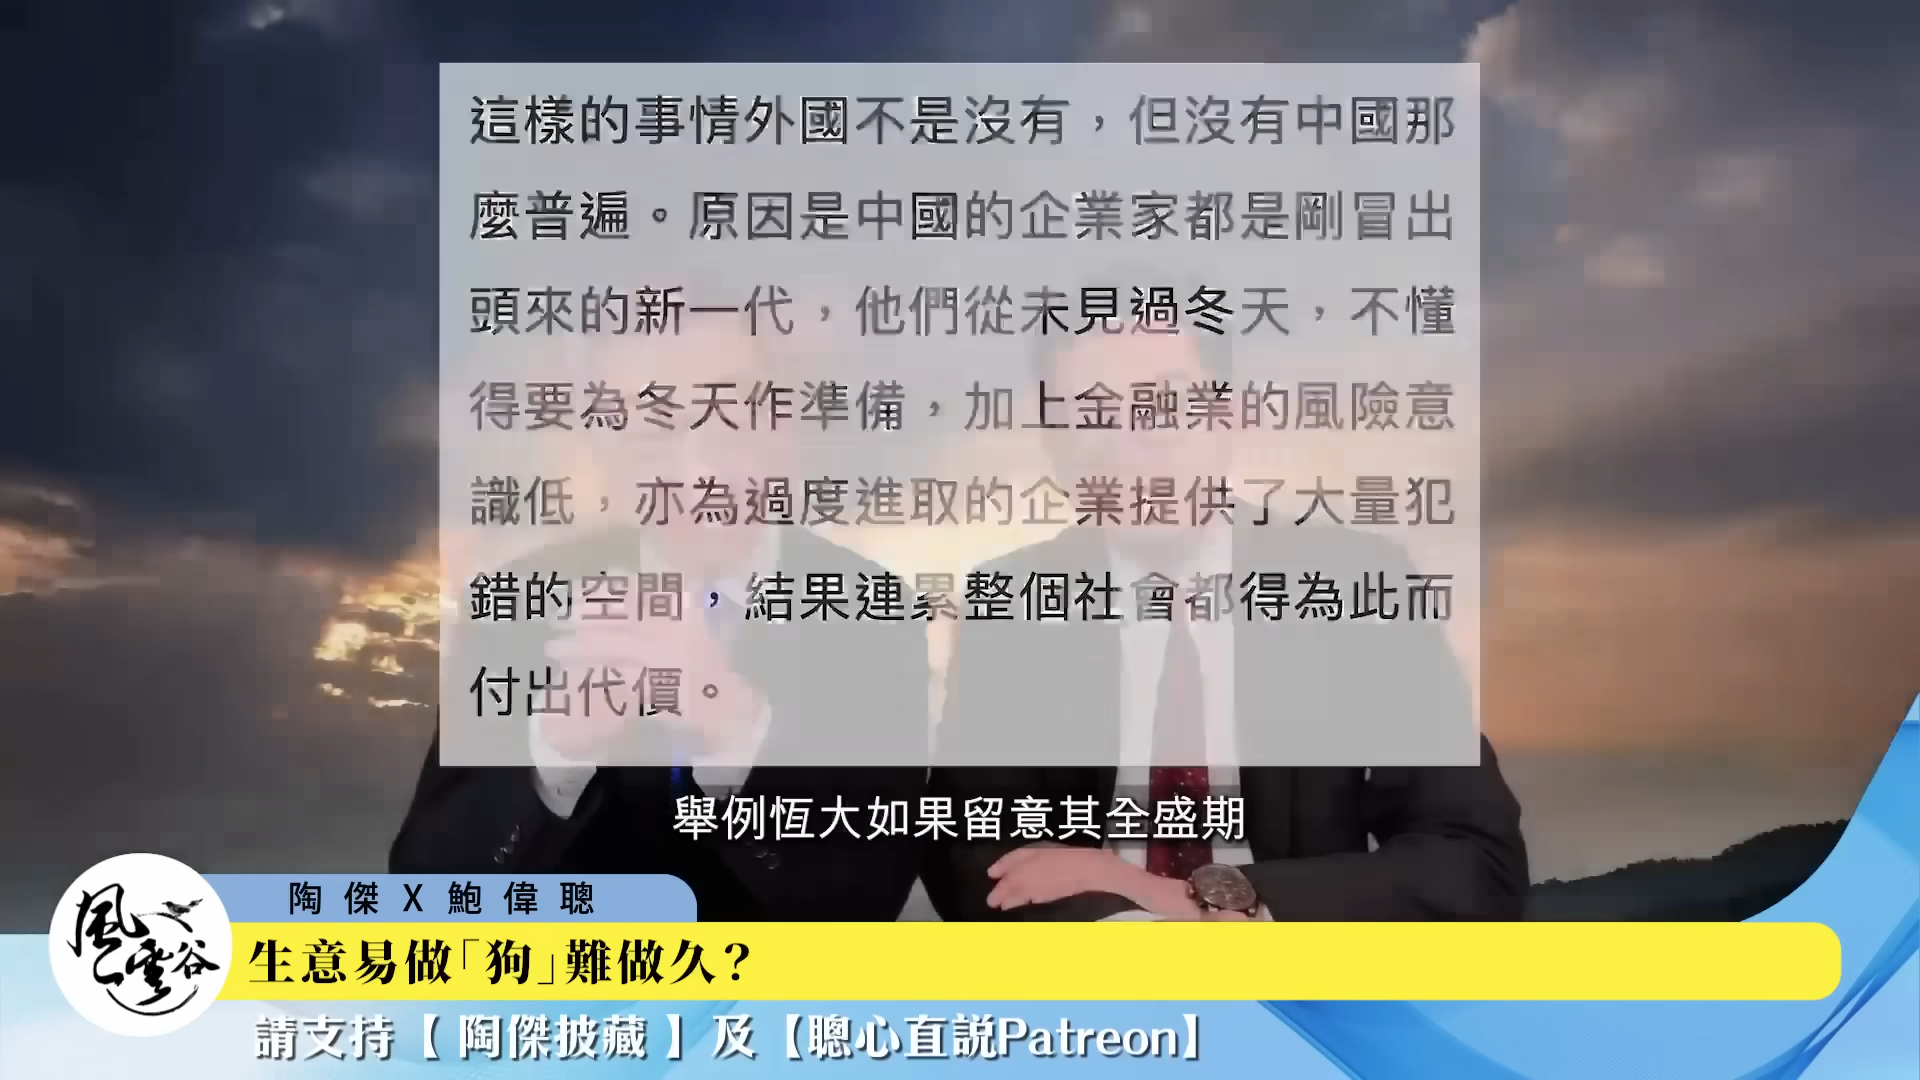 這樣的事情外國不是沒有，但沒有中國那
麼普遍。原因是中國的企業家都是剛冒出
頭來的新一代，他們從未見過冬天，不懂
得要為冬天作準備，加上金融業的風險意
識低，亦為過度進取的企業提供了大量犯
錯的空間，結果連累整個社會都得為此而
付出代價。
舉例恆大如果留意其全盛期
陶傑X鮑偉聰
風雲谷
生意易做「狗」難做久？
請支持【陶傑披藏】及【聰心直説Patreon】